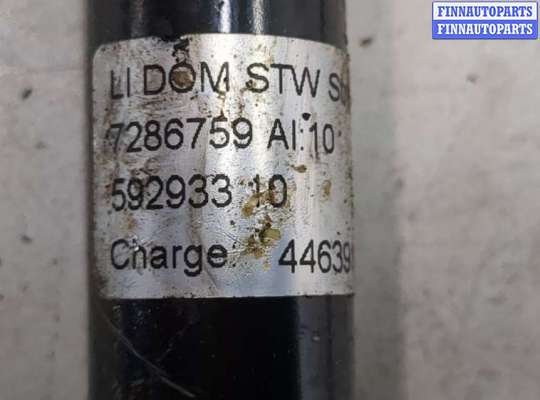 FINNAUTOPARTS
FINNAUTOPARTS
LI DOM STW
7286759 AI:10
592933 10
Charge 44639